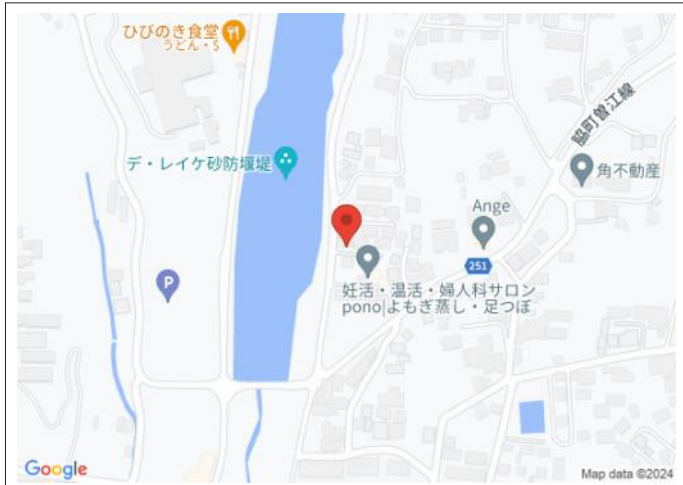 ひびのき食堂
うどん・S
脇町曽江線
デ・レイケ砂防堰堤
角不動産
Ange
251
P
妊活・温活・婦人科サロン
pono|よもぎ蒸し・足つぼ
Google
Map data ©2024